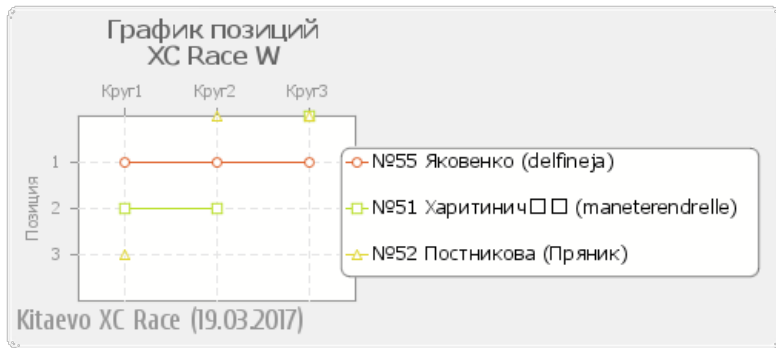 График позиций
XC Race W
Круг1 Круг2 Круг3
Позиция
1
2
3
№55 Яковенко (delfineja)
№51 Харитинич□□ (maneterendrelle)
№52 Постникова (Пряник)
Kitaevo XC Race (19.03.2017)